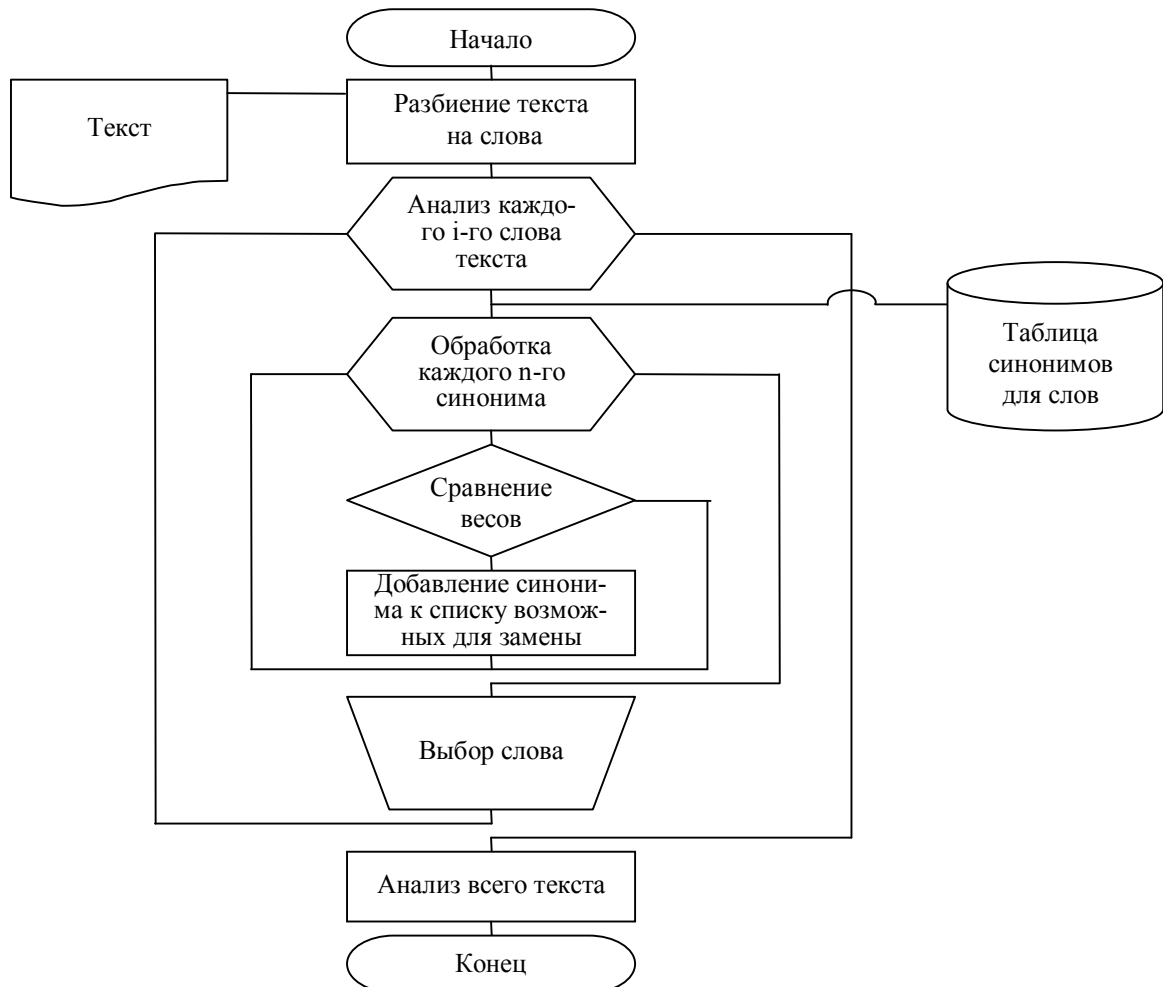 Начало
Разбиение текста
на слова
Текст
Анализ каждо-
го i-го слова
текста
Таблица
синонимов
для слов
Обработка
каждого n-го
синонима
Сравнение
весов
Добавление синони-
ма к списку возмож-
ных для замены
Выбор слова
Анализ всего текста
Конец